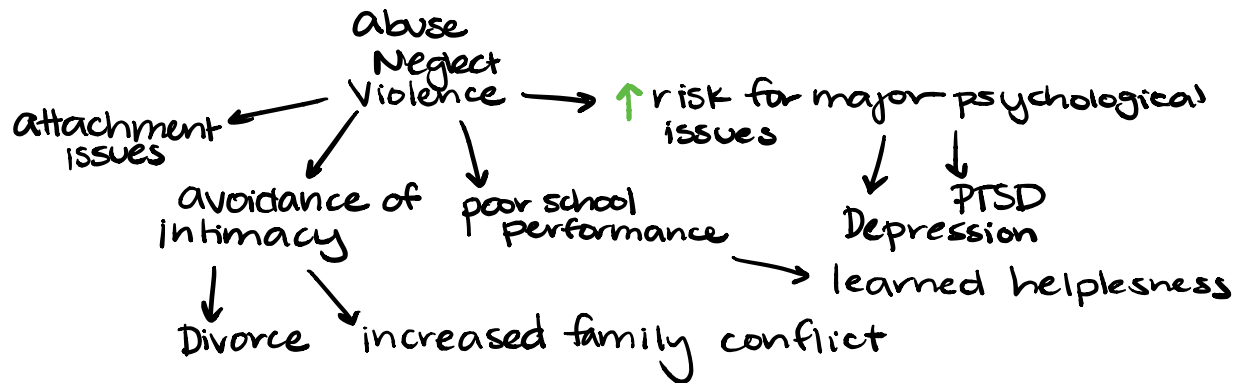 abuse
Neglect
Violence
↑ risk for major psychological
issues
attachment
issues
avoidance of
intimacy
poor school
performance
PTSD
Depression
learned helplesness
Divorce
increased family conflict